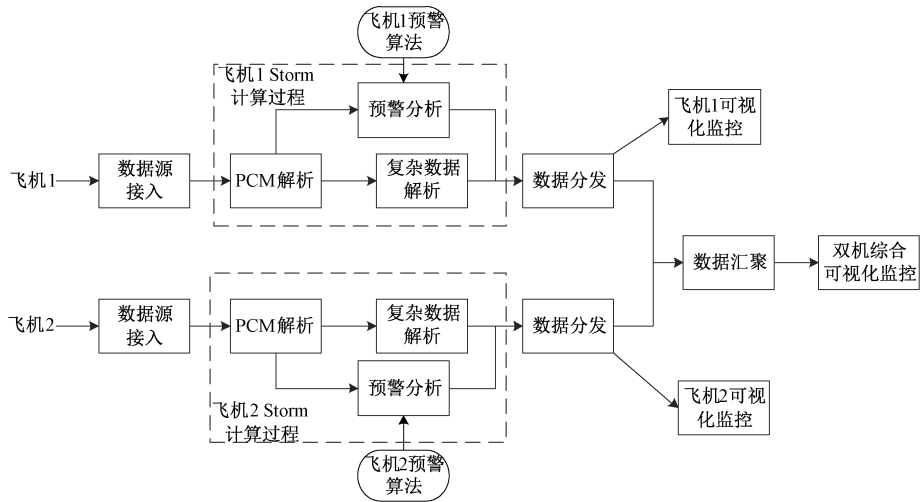 飞机1预警
算法
飞机1 Storm
计算过程
预警分析
飞机1可视
化监控
飞机1
数据源
接入
PCM解析
复杂数据
解析
数据分发
数据汇聚
双机综合
可视化监控
飞机2
数据源
接入
PCM解析
复杂数据
解析
数据分发
预警分析
飞机2可视
化监控
飞机2 Storm
计算过程
飞机2预警
算法